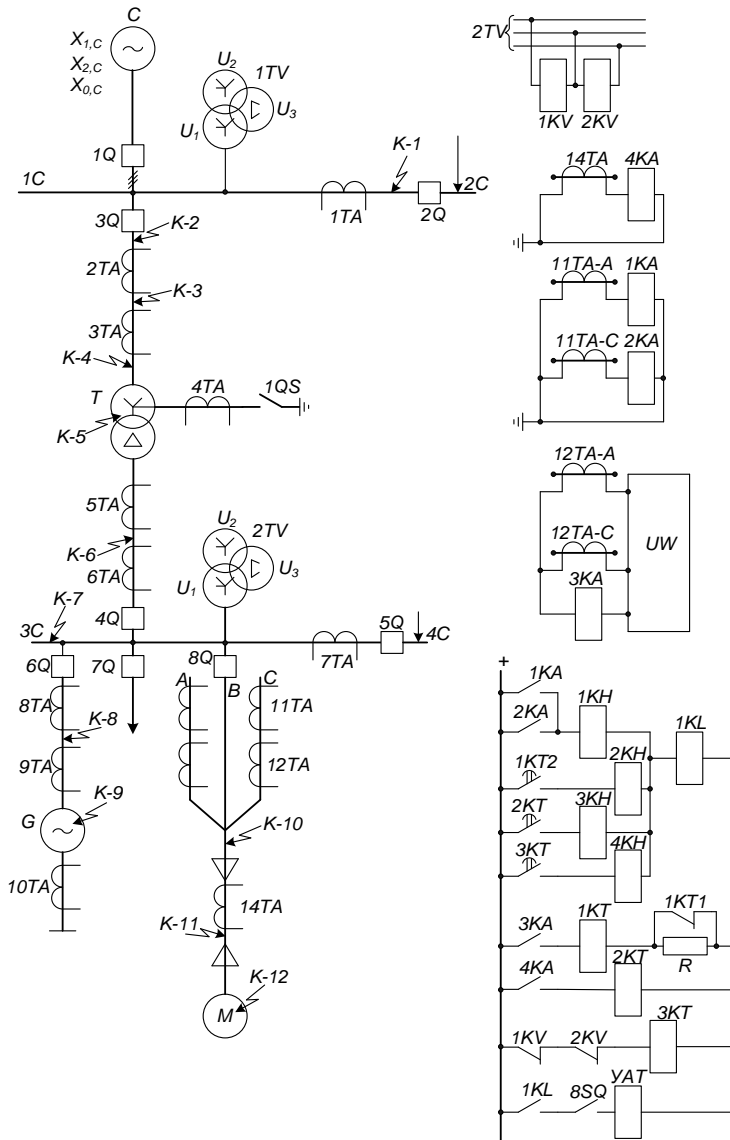 C
X1,C
X2,C
X0,C
U2
1TV
U3
U1
1Q
K-1
1C
2C
1TA
2Q
3Q
K-2
2TA
K-3
3TA
K-4
T
4TA
1QS
K-5
5TA
K-6
6TA
U2
2TV
U1
U3
K-7
4Q
5Q
3C
4C
6Q
7Q
8Q
7TA
8TA
A
B
C
11TA
K-8
9TA
12TA
K-9
G
K-10
10TA
14TA
K-11
K-12
M
2TV
1KV
2KV
14TA
4KA
11TA-A
1KA
11TA-C
2KA
12TA-A
12TA-C
UW
3KA
+
1KA
1KH
2KA
1KL
1KT2
2KH
2KT
3KH
3KT
4KH
1KT1
3KA
1KT
R
4KA
2KT
3KT
1KV
2KV
УАТ
1KL
8SQ